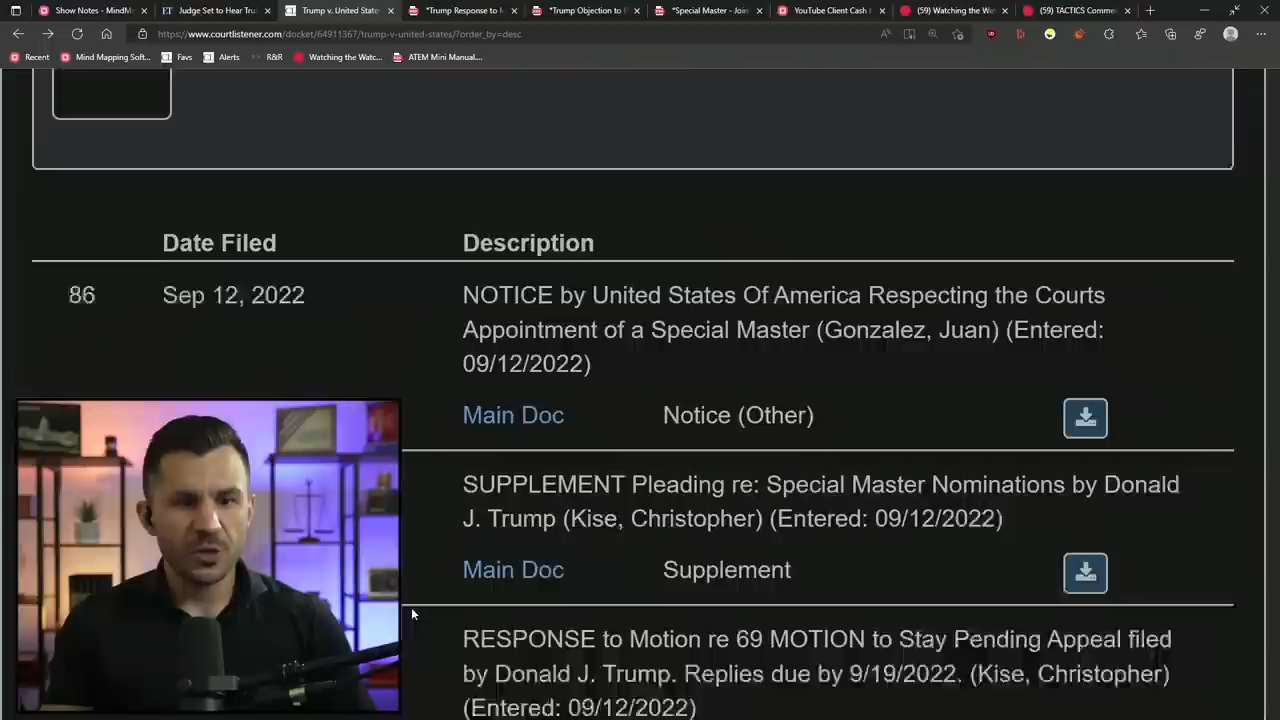 Show Notes - MindM
Judge Set to Hear Tru
Trump v. United State
*Trump Response to M
*Trump Objection to
*Special Master - Join
YouTube Client Cash
(59) Watching the Wa
(59) TACTICS Comme
https://www.courtlistener.com/docket/64911367/trump-v-united-states/?order_by=desc
Recent
Mind Mapping Soft...
Favs
Alerts
R&R
Watching the Watc...
ATEM Mini Manual....
Date Filed
Description
86
Sep 12, 2022
NOTICE by United States Of America Respecting the Courts
Appointment of a Special Master (Gonzalez, Juan) (Entered:
09/12/2022)
Main Doc
Notice (Other)
SUPPLEMENT Pleading re: Special Master Nominations by Donald
J. Trump (Kise, Christopher) (Entered: 09/12/2022)
Main Doc
Supplement
RESPONSE to Motion re 69 MOTION to Stay Pending Appeal filed
by Donald J. Trump. Replies due by 9/19/2022. (Kise, Christopher)
(Entered: 09/12/2022)